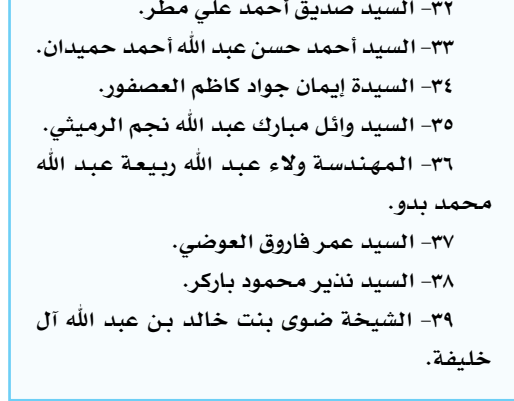 ٣٢- السيد صديق أحمد علي مطر.
٣٣- السيد أحمد حسن عبد الله أحمد حميدان.
٣٤- السيدة إيمان جواد كاظم العصفور.
٣٥- السيد وائل مبارك عبد الله نجم الرميثي.
٣٦- المهندسة ولاء عبد الله ربيعة عبد الله
محمد بدو.
٣٧- السيد عمر فاروق العوضي.
٣٨- السيد نذير محمود باركر.
٣٩- الشيخة ضوى بنت خالد بن عبد الله آل
خليفة.